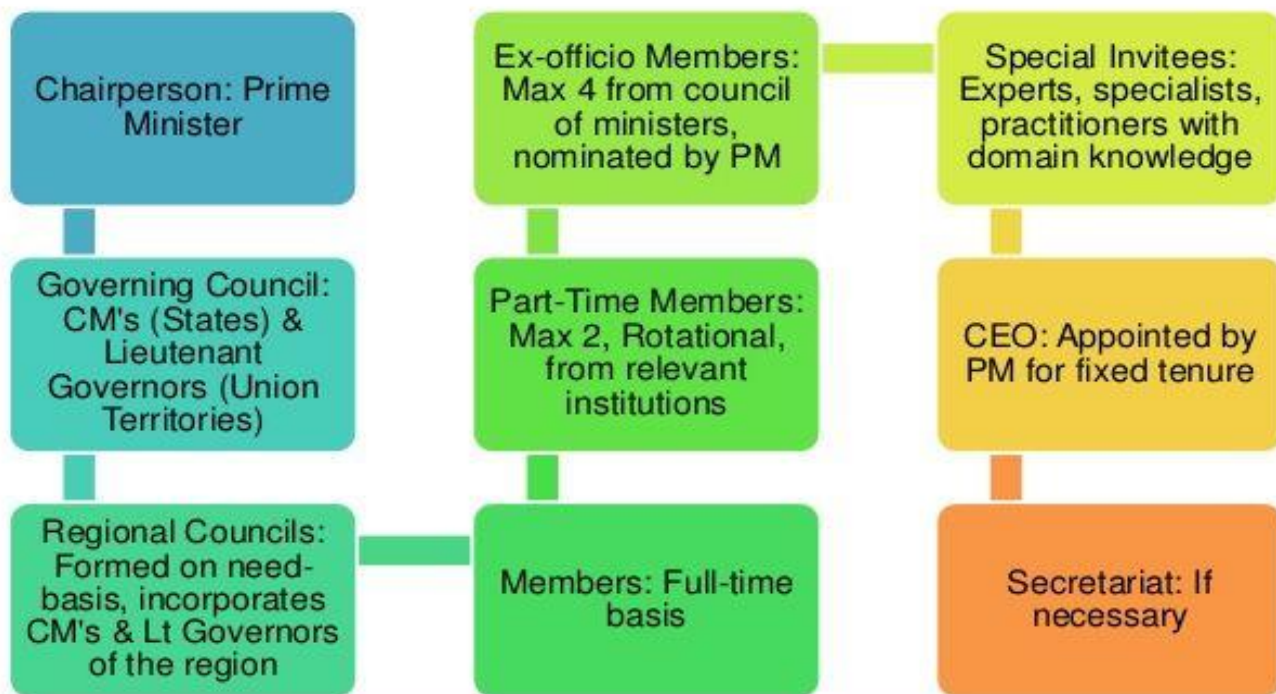 Chairperson: Prime
Minister
Governing Council:
CM's (States) &
Lieutenant
Governors (Union
Territories)
Regional Councils:
Formed on need-
basis, incorporates
CM's & Lt Governors
of the region
Members: Full-time
basis
Part-Time Members:
Max 2, Rotational,
from relevant
institutions
Ex-officio Members:
Max 4 from council
of ministers,
nominated by PM
Special Invitees:
Experts, specialists,
practitioners with
domain knowledge
CEO: Appointed by
PM for fixed tenure
Secretariat: If
necessary